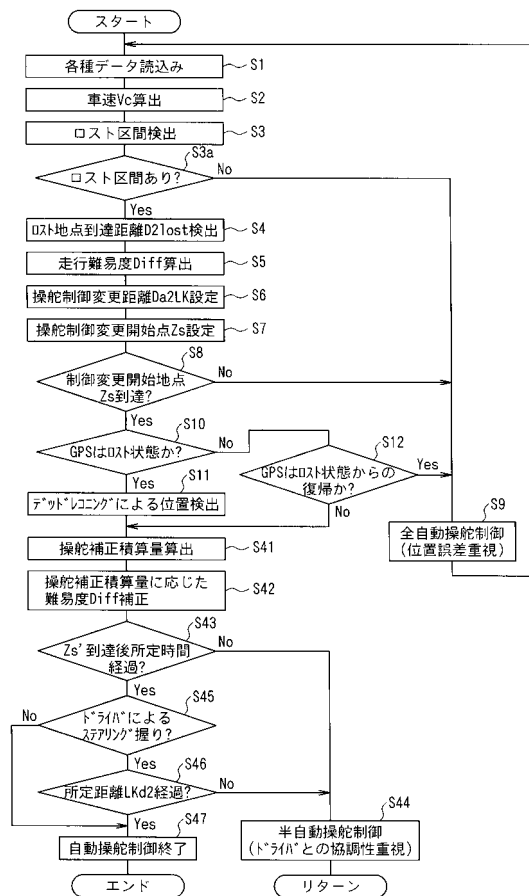 スタート
各種データ読込み
S1
車速Vc算出
S2
ロスト区間検出
S3
S3a
ロスト区間あり?
No
Yes
ロスト地点到達距離D2lost検出
S4
走行難易度Diff算出
S5
操舵制御変更距離Da2LK設定
S6
操舵制御変更開始点Zs設定
S7
S8
制御変更開始地点
Zs到達?
No
Yes
S10
GPSはロスト状態か?
No
S12
GPSはロスト状態からの
復帰か?
Yes
No
Yes
S11
デッドレコニングによる位置検出
S9
全自動操舵制御
(位置誤差重視)
操舵補正積算量算出
S41
操舵補正積算量に応じた
難易度Diff補正
S42
S43
Zs'到達後所定時間
経過?
No
Yes
S45
No
ドライバによる
ステアリング握り?
Yes
S46
所定距離LKd2経過?
No
Yes
S47
自動操舵制御終了
S44
半自動操舵制御
(ドライバとの協調性重視)
エンド
リターン